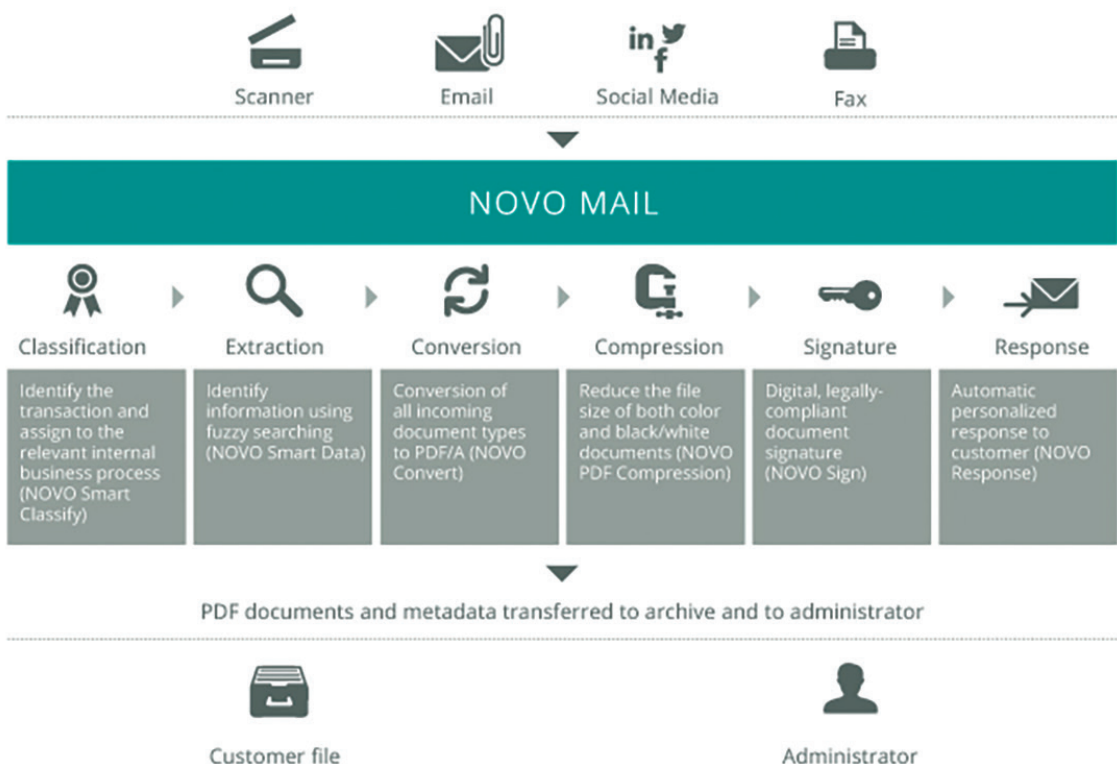 Scanner
Email
Social Media
Fax
NOVO MAIL
Classification
Extraction
Conversion
Compression
Signature
Response
Identify the
transaction and
assign to the
relevant internal
business process
(NOVO Smart
Classify)
Identify
information using
fuzzy searching
(NOVO Smart Data)
Conversion of
all incoming
document types
to PDF/A (NOVO
Convert)
Reduce the file
size of both color
and black/white
documents (NOVO
PDF Compression)
Digital, legally-
compliant
document
signature
(NOVO Sign)
Automatic
personalized
response to
customer (NOVO
Response)
PDF documents and metadata transferred to archive and to administrator
Customer file
Administrator